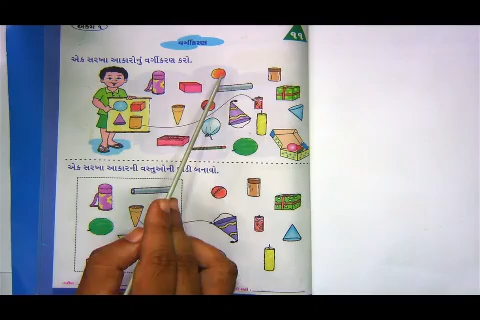 વર્ગીકરણ
૧૧
એક સરખા આકારોનું વર્ગીકરણ કરો.
એક સરખા આકારની વસ્તુઓની બનાવો.